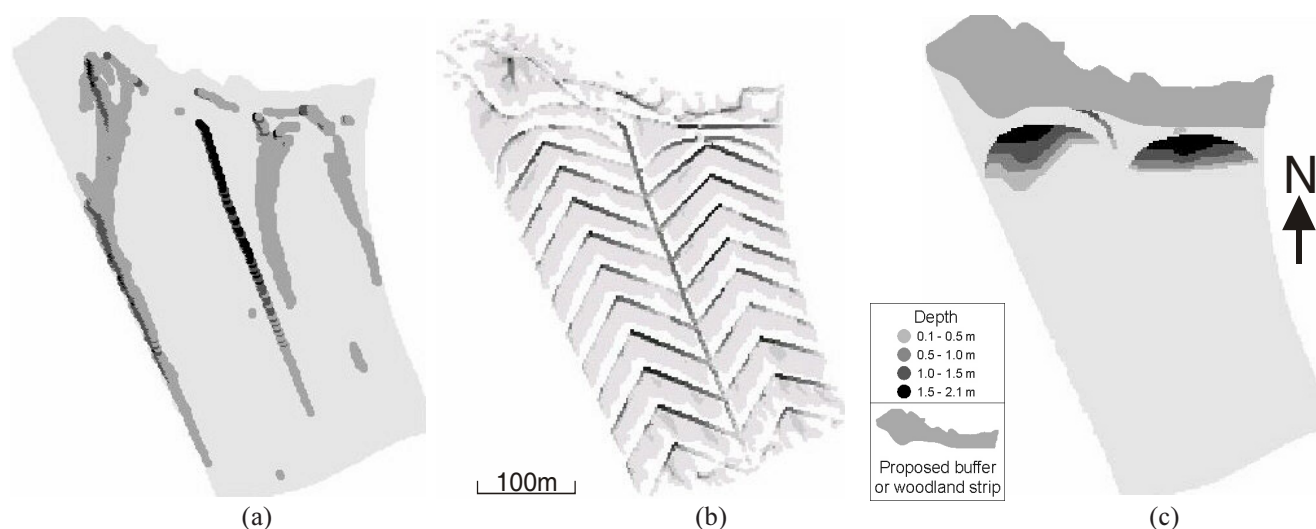 N
Depth
0.1 - 0.5 m
0.5 - 1.0 m
1.0 - 1.5 m
1.5 - 2.1 m
Proposed buffer
or woodland strip
100m
(a)
(b)
(c)